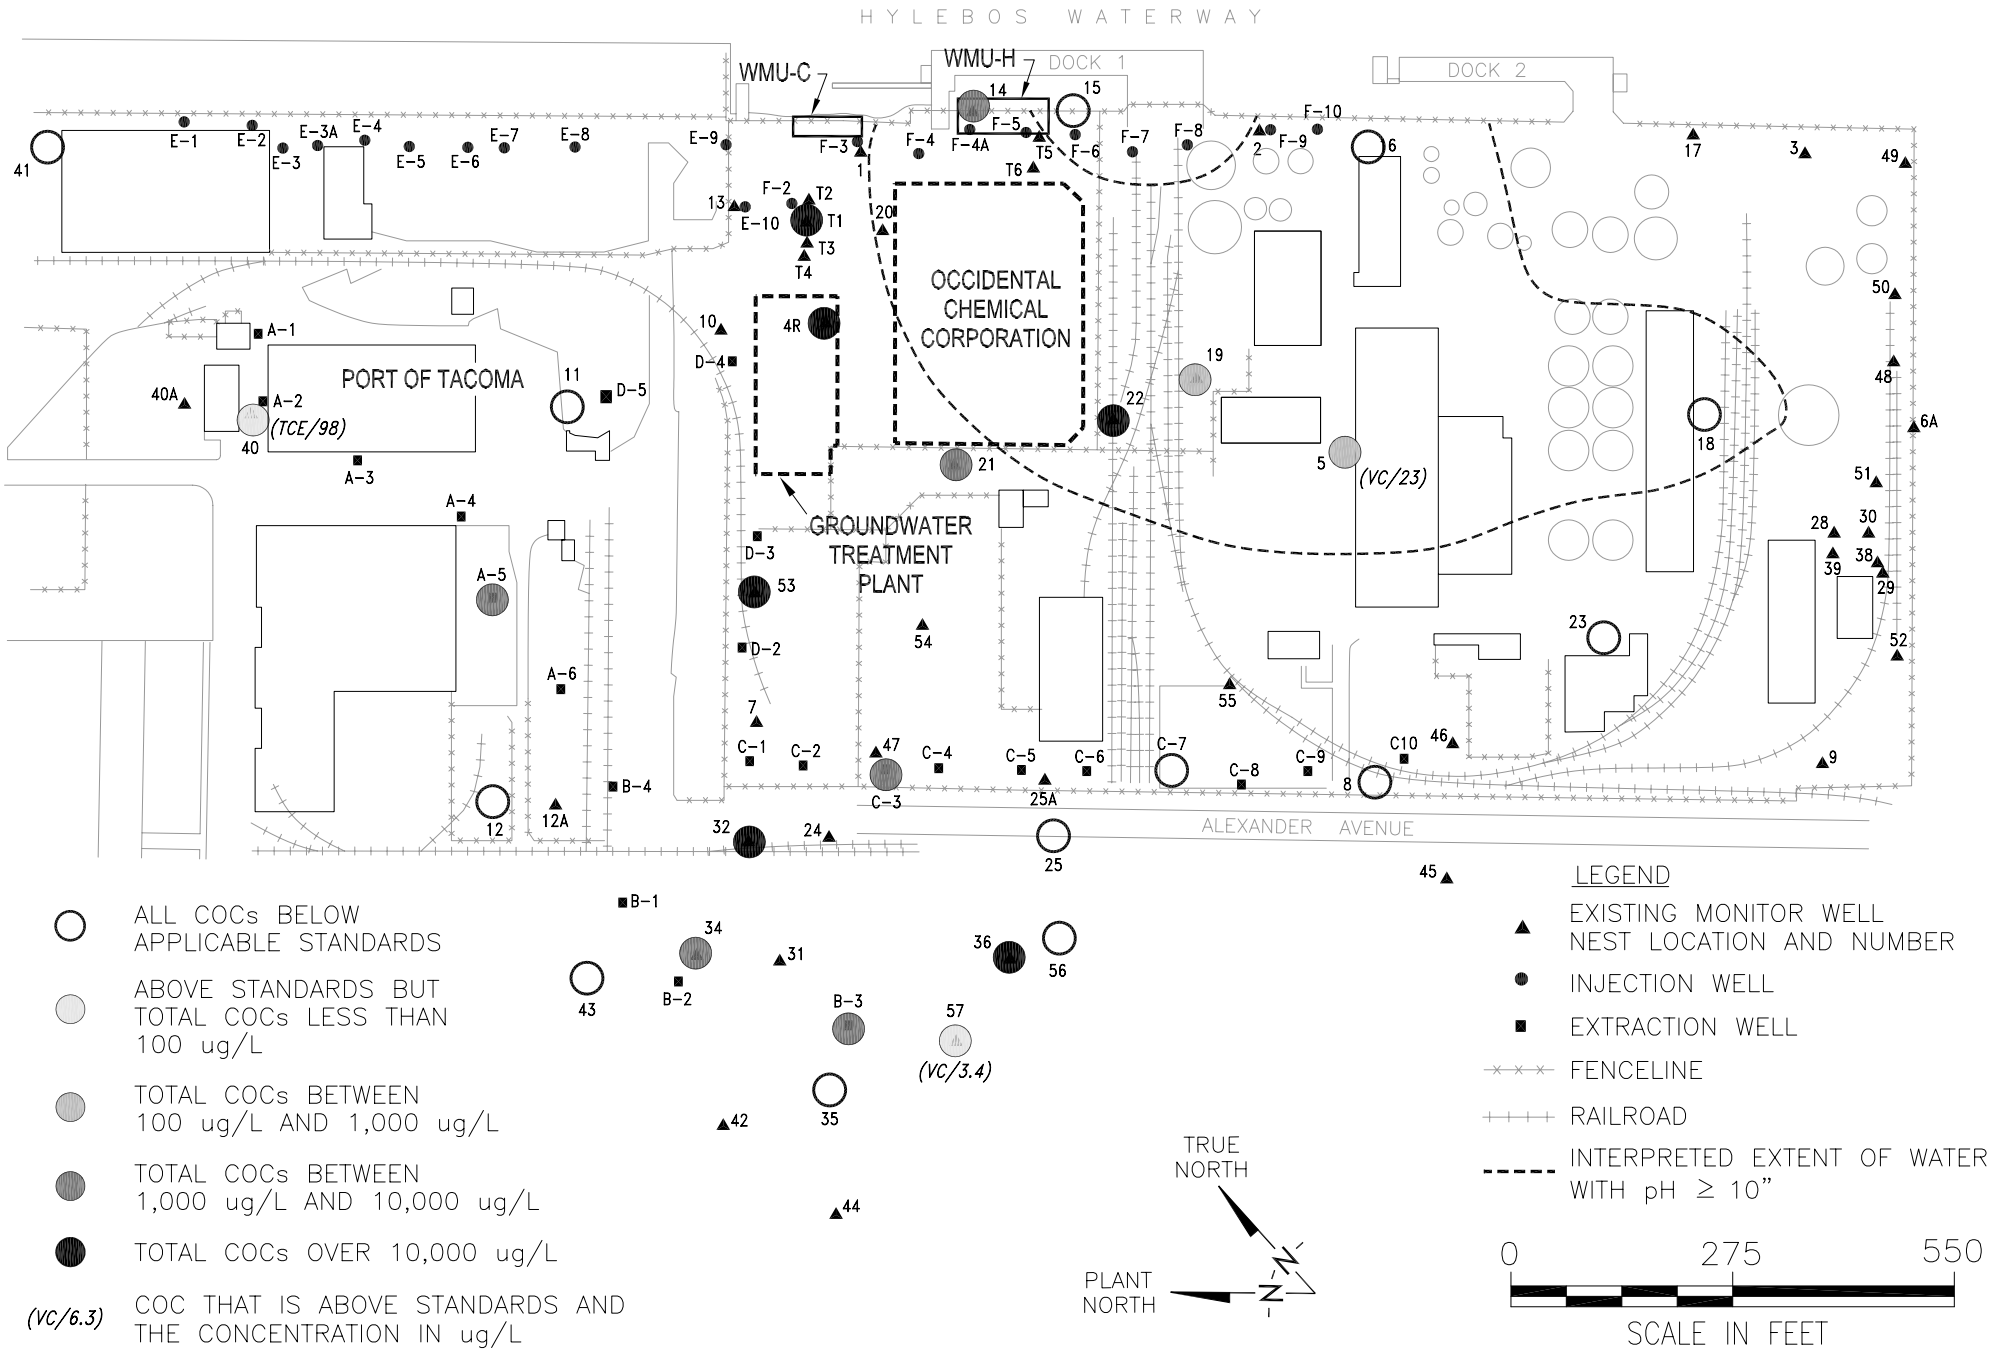 HYLEBOS WATERWAY
WMU-C
WMU-H
DOCK 1
DOCK 2
14
15
41
E-1
E-2
E-3
E-3A
E-4
E-5
E-6
E-7
E-8
E-9
F-3
1
F-4
F-4A
F-5
T5
F-6
T6
F-7
F-8
2
F-9
F-10
6
17
3
49
13
E-10
F-2
T2
T1
T3
T4
20
OCCIDENTAL
CHEMICAL
CORPORATION
50
A-1
10
4R
D-4
48
40A
A-2
40
(TCE/98)
PORT OF TACOMA
11
D-5
19
22
18
6A
A-3
21
5
(VC/23)
51
A-4
D-3
GROUNDWATER
TREATMENT
PLANT
28
30
39
38
29
A-5
53
54
23
52
D-2
A-6
55
7
C-1
C-2
47
C-3
C-4
C-5
25A
C-6
C-7
C-8
C-9
8
C10
46
9
B-4
12
12A
32
24
25
ALEXANDER AVENUE
45
B-1
34
31
36
56
43
B-2
B-3
57
(VC/3.4)
35
42
44
ALL COCs BELOW
APPLICABLE STANDARDS
ABOVE STANDARDS BUT
TOTAL COCs LESS THAN
100 ug/L
TOTAL COCs BETWEEN
100 ug/L AND 1,000 ug/L
TOTAL COCs BETWEEN
1,000 ug/L AND 10,000 ug/L
TOTAL COCs OVER 10,000 ug/L
(VC/6.3)
COC THAT IS ABOVE STANDARDS AND
THE CONCENTRATION IN ug/L
TRUE
NORTH
N
PLANT
NORTH
N
LEGEND
EXISTING MONITOR WELL
NEST LOCATION AND NUMBER
INJECTION WELL
EXTRACTION WELL
FENCELINE
RAILROAD
INTERPRETED EXTENT OF WATER
WITH pH ≥ 10”
0 275 550
SCALE IN FEET